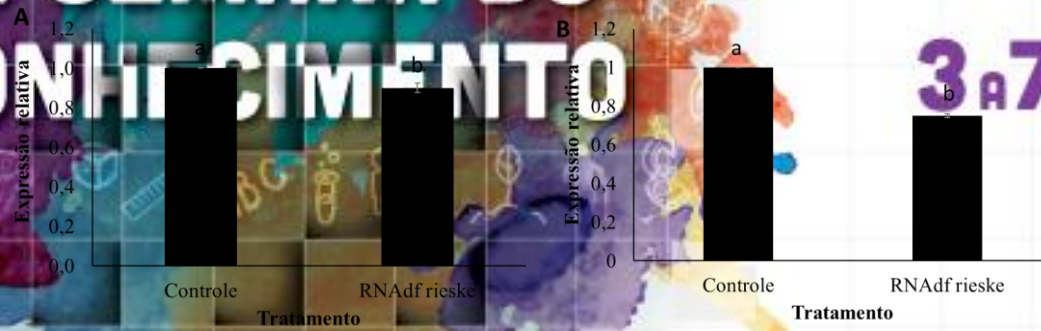 A
B
ONHECIMENTO
3 A 7
1,2
1,0
0,8
0,6
0,4
0,2
0,0
Expressão relativa
a
b
Controle
RNAdf rieske
Tratamento
1,2
1
0,8
0,6
0,4
0,2
0
Expressão relativa
a
b
Controle
RNAdf rieske
Tratamento